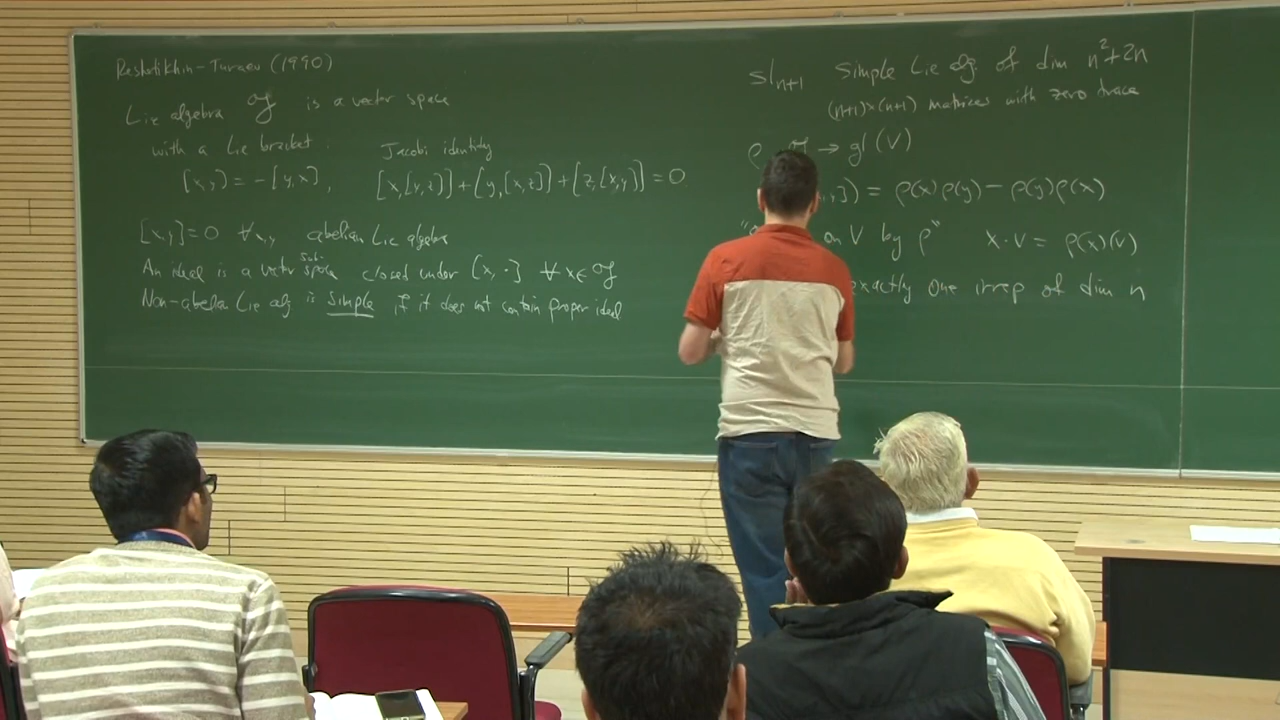 Reshetikhin-Turaev (1990)
Lie algebra 𝔤 is a vector space
with a Lie bracket: Jacobi identity
[x,y] = -[y,x], [x,[y,z]]+[y,[x,z]]+[z,[x,y]]=0
[x,y]=0 ∀x,y abelian Lie algebra
An ideal is a vector subspace closed under [x,·] ∀x∈𝔤
Non-abelian Lie alg is simple if it does not contain proper ideal
sl_{n+1} simple Lie alg. of dim n²+2n
(n+1)×(n+1) matrices with zero trace
ρ 𝔤 → gl(V)
,y]) = ρ(x)ρ(y) - ρ(y)ρ(x)
on V by ρ" x·v = ρ(x)(v)
exactly one irrep of dim n